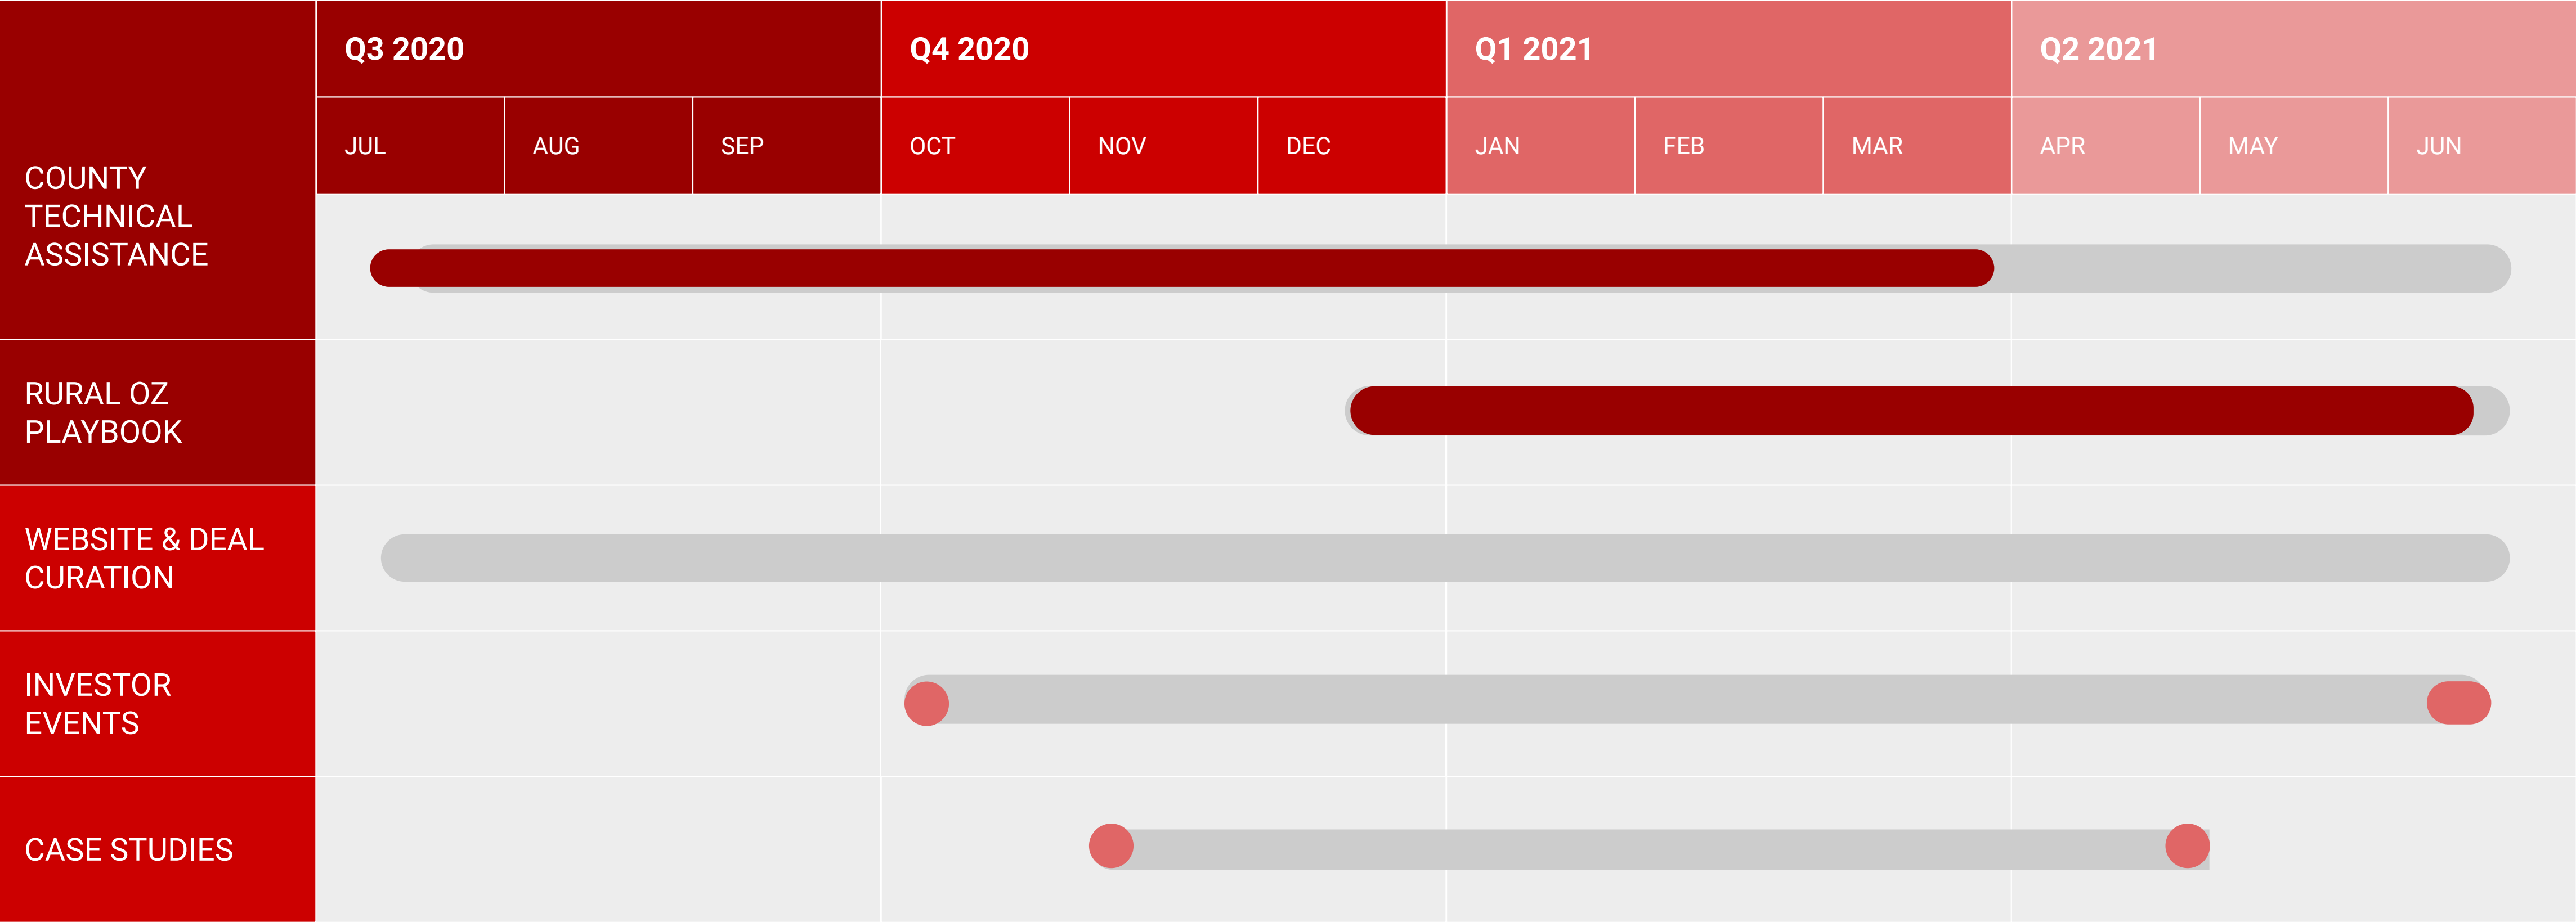 Q3 2020
Q4 2020
Q1 2021
Q2 2021
JUL
AUG
SEP
OCT
NOV
DEC
JAN
FEB
MAR
APR
MAY
JUN
COUNTY
TECHNICAL
ASSISTANCE
RURAL OZ
PLAYBOOK
WEBSITE & DEAL
CURATION
INVESTOR
EVENTS
CASE STUDIES